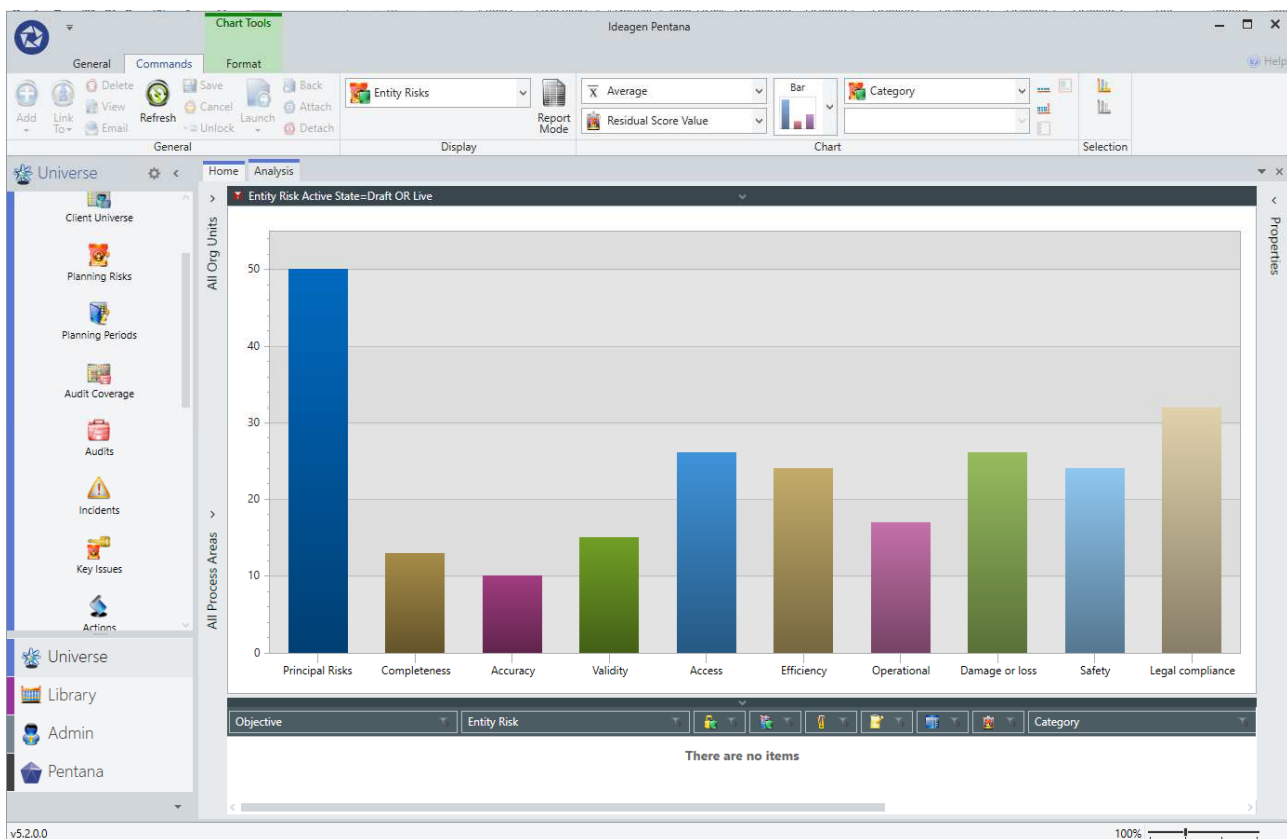 Chart Tools
Ideagen Pentana
General Commands Format
Help
Add
Link To
Delete
View
Email
Refresh
Save
Cancel
Unlock
Launch
Back
Attach
Detach
General
Entity Risks
Report Mode
Display
X Average
Residual Score Value
Bar
Category
Chart
Selection
Universe
Home Analysis
Client Universe
Planning Risks
Planning Periods
Audit Coverage
Audits
Incidents
Key Issues
Actions
Universe
Library
Admin
Pentana
All Org Units
All Process Areas
Entity Risk Active State=Draft OR Live
Properties
50
40
30
20
10
0
Principal Risks Completeness Accuracy Validity Access Efficiency Operational Damage or loss Safety Legal compliance
Objective Entity Risk Category
There are no items
v5.2.0.0
100%